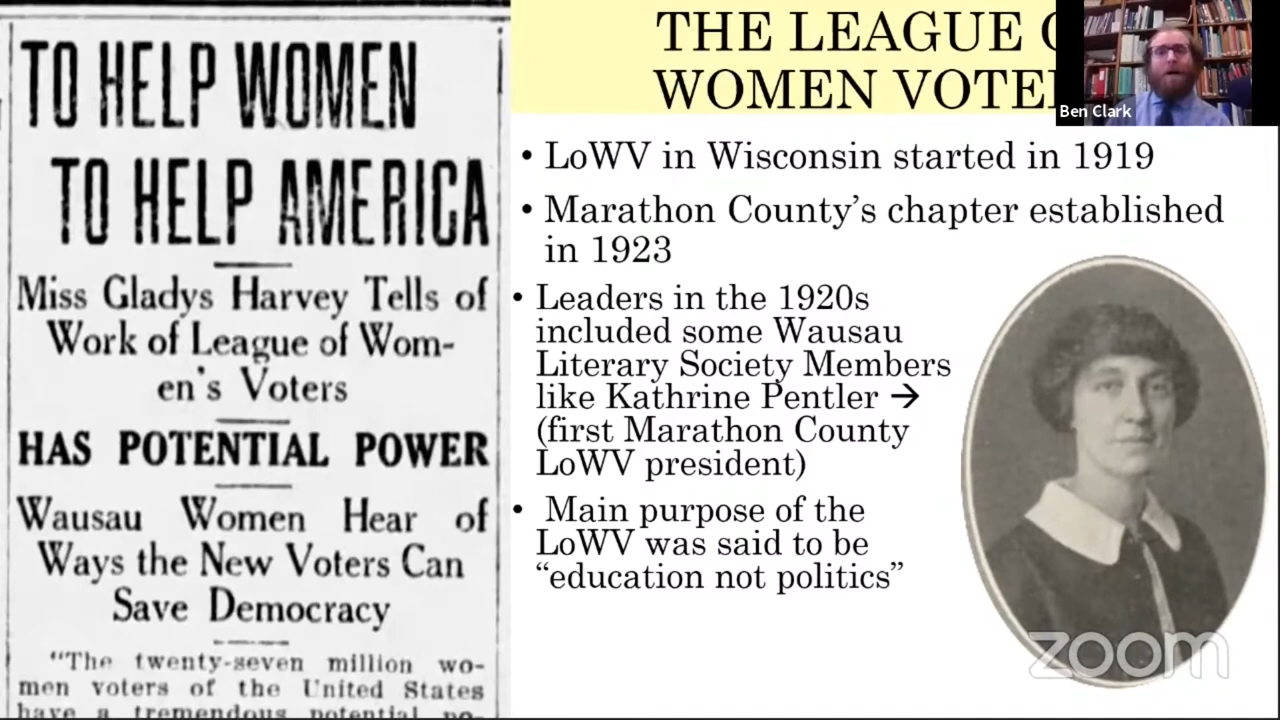 TO HELP WOMEN
TO HELP AMERICA
Miss Gladys Harvey Tells of
Work of League of Wom-
en's Voters
HAS POTENTIAL POWER
Wausau Women Hear of
Ways the New Voters Can
Save Democracy
"The twenty-seven million wo-
men voters of the United States
have a tremendous potential po-
THE LEAGUE
WOMEN VOTE
Ben Clark
• LoWV in Wisconsin started in 1919
• Marathon County's chapter established
in 1923
• Leaders in the 1920s
included some Wausau
Literary Society Members
like Kathrine Pentler →
(first Marathon County
LoWV president)
• Main purpose of the
LoWV was said to be
“education not politics”
zoom